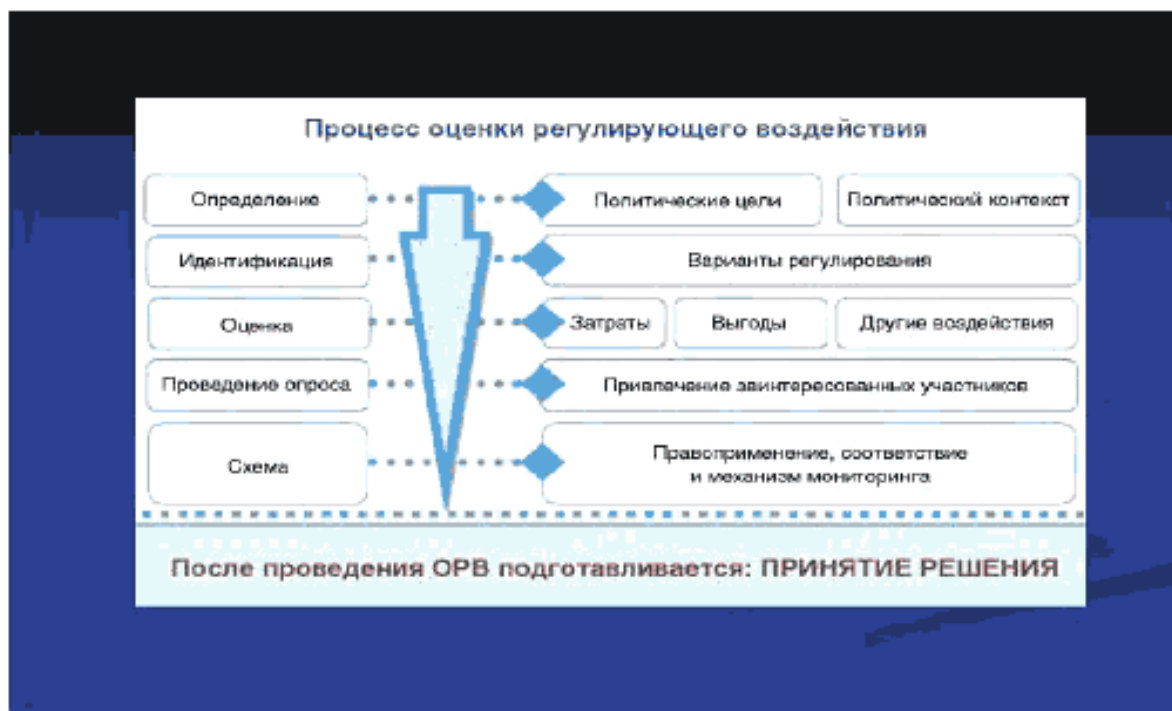 Процесс оценки регулирующего воздействия
Определение
Политические цели
Политический контекст
Идентификация
Варианты регулирования
Оценка
Затраты
Выгоды
Другие воздействия
Проведение опроса
Привлечение заинтересованных участников
Схема
Правоприменение, соответствие
и механизм мониторинга
После проведения ОРВ подготавливается: ПРИНЯТИЕ РЕШЕНИЯ